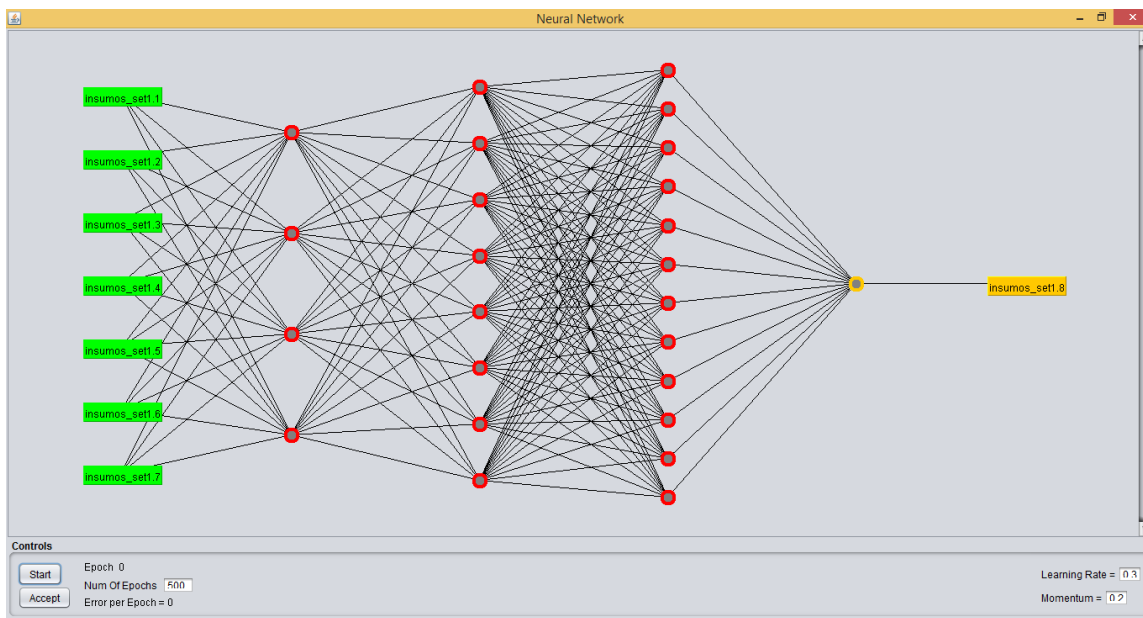 Neural Network
insumos_set1.1
insumos_set1.2
insumos_set1.3
insumos_set1.4
insumos_set1.5
insumos_set1.6
insumos_set1.7
insumos_set1.8
Controls
Start
Accept
Epoch 0
Num Of Epochs 500
Error per Epoch = 0
Learning Rate = 0.3
Momentum = 0.2